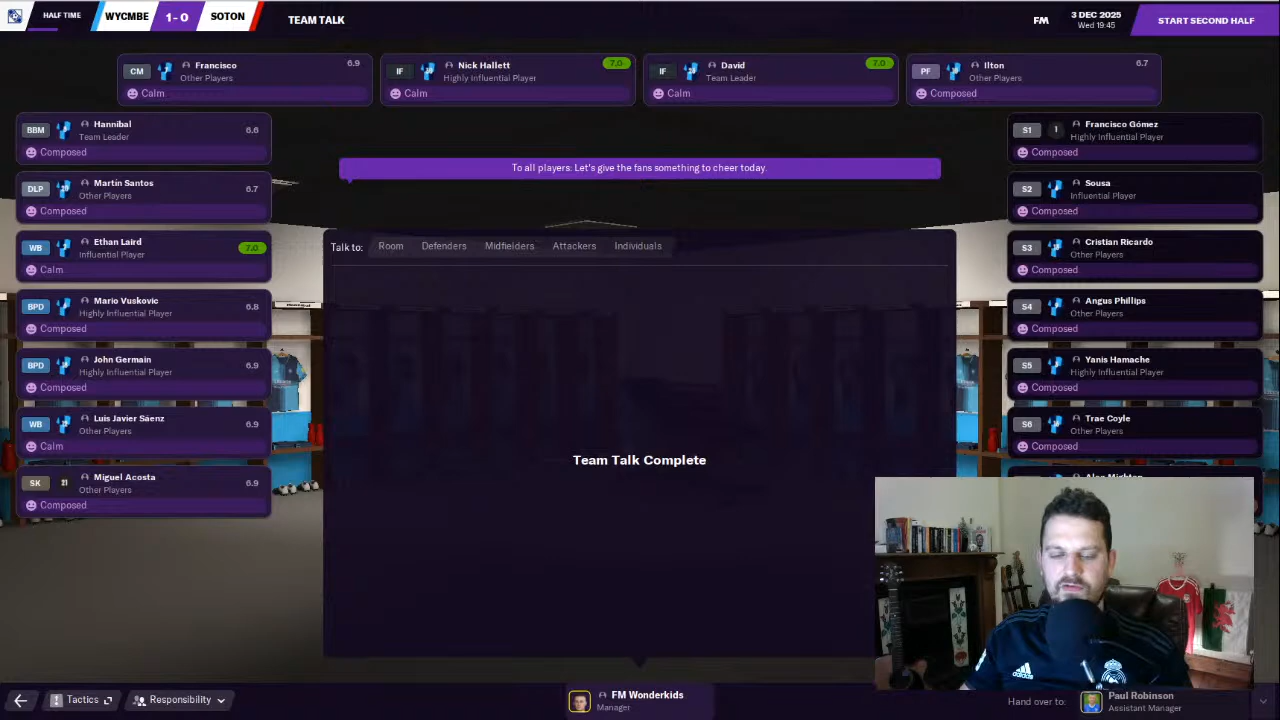 HALF TIME
WYCMBE 1 - 0 SOTON
TEAM TALK
FM
3 DEC 2025
Wed 19:45
START SECOND HALF
CM Francisco 6.9
Other Players
Calm
IF Nick Hallett 7.0
Highly Influential Player
Calm
IF David 7.0
Team Leader
Calm
PF Ilton 6.7
Other Players
Composed
BBM Hannibal 6.6
Team Leader
Composed
DLP Martín Santos 6.7
Other Players
Composed
WB Ethan Laird 7.0
Influential Player
Calm
BPD Mario Vuskovic 6.8
Highly Influential Player
Composed
BPD John Germain 6.9
Highly Influential Player
Composed
WB Luis Javier Sáenz 6.9
Other Players
Calm
SK 21 Miguel Acosta 6.9
Other Players
Composed
To all players: Let's give the fans something to cheer today.
Talk to: Room Defenders Midfielders Attackers Individuals
Team Talk Complete
S1 1 Francisco Gómez
Highly Influential Player
Composed
S2 Sousa
Influential Player
Composed
S3 Cristian Ricardo
Other Players
Composed
S4 Angus Phillips
Other Players
Composed
S5 Yanis Hamache
Highly Influential Player
Composed
S6 Trae Coyle
Other Players
Composed
Tactics
Responsibility
FM Wonderkids
Manager
Hand over to:
Paul Robinson
Assistant Manager